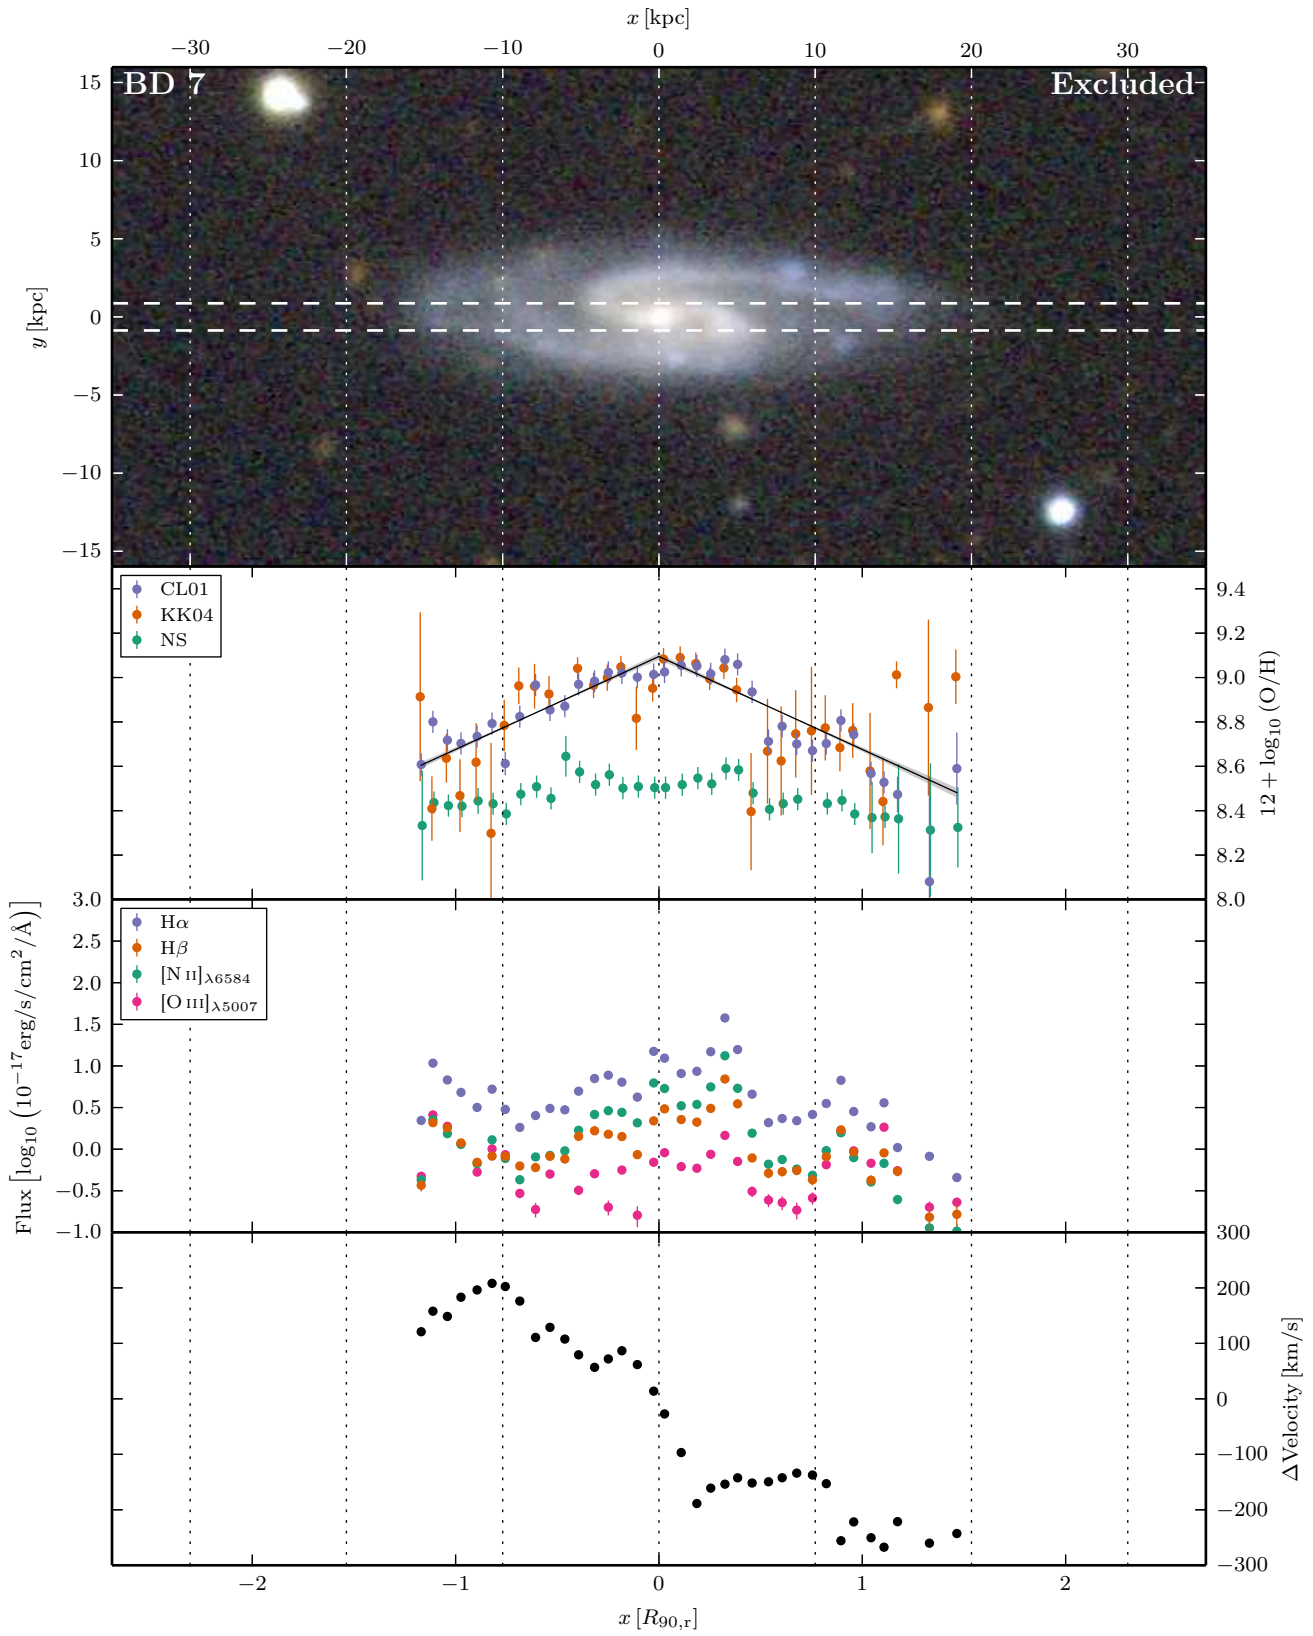 x [kpc]
−30 −20 −10 0 10 20 30
BD 7 Excluded
15
10
5
0
−5
−10
−15
y [kpc]
CL01
KK04
NS
9.4
9.2
9.0
8.8
8.6
8.4
8.2
8.0
12 + log₁₀ (O/H)
Hα
Hβ
[N II]λ6584
[O III]λ5007
3.0
2.5
2.0
1.5
1.0
0.5
0.0
−0.5
−1.0
Flux [log₁₀ (10⁻¹⁷erg/s/cm²/Å)]
300
200
100
0
−100
−200
−300
ΔVelocity [km/s]
−2 −1 0 1 2
x [R₉₀,ᵣ]